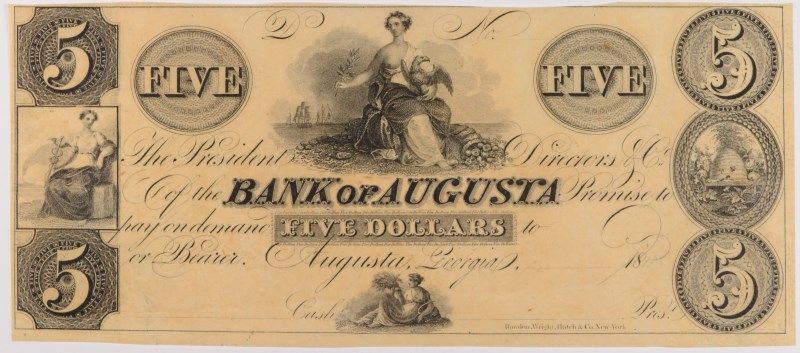 5 D No. 5
FIVE FIVE
The President Directors & Co.
of the BANK OF AUGUSTA Promise to
pay on demand FIVE DOLLARS to
or Bearer. Augusta, Georgia, 18
5 5
Cash. Pres.
Rawdon, Wright, Hatch & Co. New-York